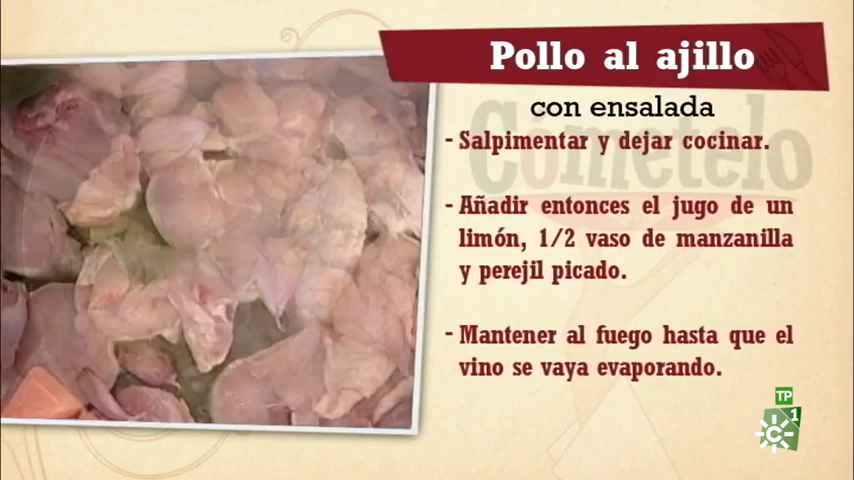 Pollo al ajillo
con ensalada
Cómetelo
- Salpimentar y dejar cocinar.
- Añadir entonces el jugo de un
limón, 1/2 vaso de manzanilla
y perejil picado.
- Mantener al fuego hasta que el
vino se vaya evaporando.
TP
1